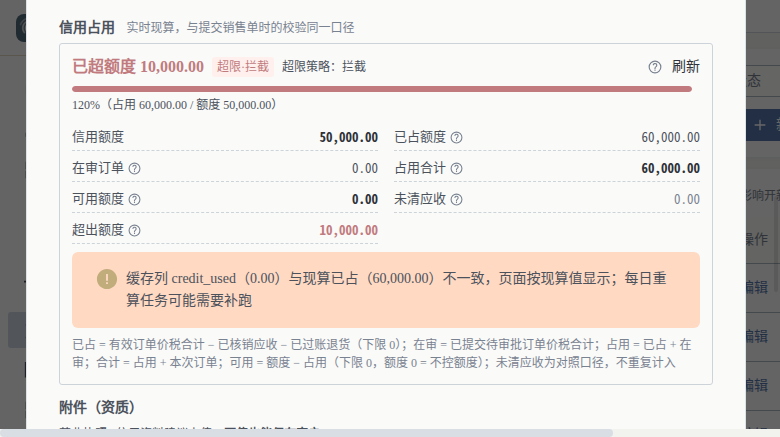 信用占用 实时现算，与提交销售单时的校验同一口径
已超额度 10,000.00 超限·拦截 超限策略：拦截 刷新
120%（占用 60,000.00 / 额度 50,000.00）
信用额度 50,000.00 已占额度 60,000.00
在审订单 0.00 占用合计 60,000.00
可用额度 0.00 未清应收 0.00
超出额度 10,000.00
缓存列 credit_used（0.00）与现算已占（60,000.00）不一致，页面按现算值显示；每日重
算任务可能需要补跑
已占 = 有效订单价税合计 − 已核销应收 − 已过账退货（下限 0）；在审 = 已提交待审批订单价税合计；占用 = 已占 + 在
审；合计 = 占用 + 本次订单；可用 = 额度 − 占用（下限 0，额度 0 = 不控额度）；未清应收为对照口径，不重复计入
附件（资质）
态
影响开
操作
编辑
编辑
编辑
编辑